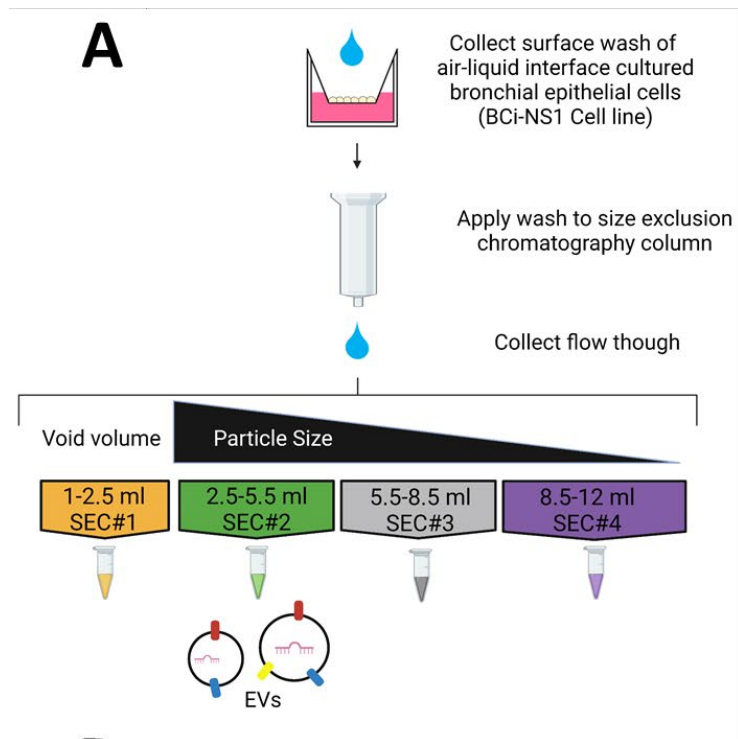 A
Collect surface wash of
air-liquid interface cultured
bronchial epithelial cells
(BCi-NS1 Cell line)
Apply wash to size exclusion
chromatography column
Collect flow though
Void volume
Particle Size
1-2.5 ml
SEC#1
2.5-5.5 ml
SEC#2
5.5-8.5 ml
SEC#3
8.5-12 ml
SEC#4
EVs